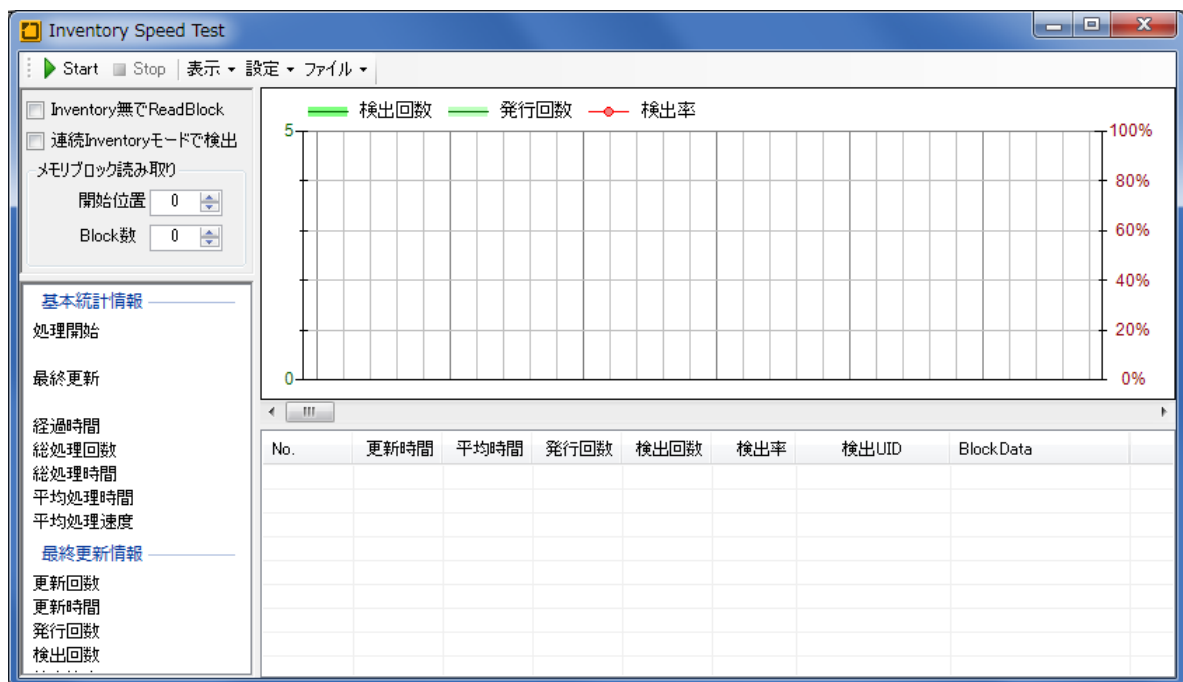 Inventory Speed Test
Start Stop 表示 設定 ファイル
Inventory無でReadBlock
連続Inventoryモードで検出
メモリブロック読み取り
開始位置 0
Block数 0
基本統計情報
処理開始
最終更新
経過時間
総処理回数
総処理時間
平均処理時間
平均処理速度
最終更新情報
更新回数
更新時間
発行回数
検出回数
検出回数 発行回数 検出率
5 100%
80%
60%
40%
20%
0 0%
No. 更新時間 平均時間 発行回数 検出回数 検出率 検出UID BlockData